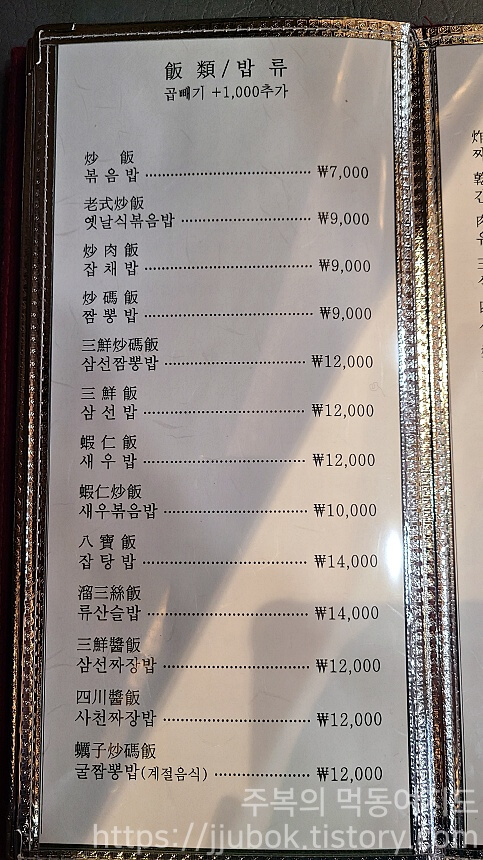 飯 類/밥 류
곱빼기 +1,000추가
炒 飯
볶음밥 ₩7,000
老式炒飯
옛날식볶음밥 ₩9,000
炒肉飯
잡채밥 ₩9,000
炒碼飯
짬뽕밥 ₩9,000
三鮮炒碼飯
삼선짬뽕밥 ₩12,000
三鮮飯
삼선밥 ₩12,000
蝦仁飯
새우밥 ₩12,000
蝦仁炒飯
새우볶음밥 ₩10,000
八寶飯
잡탕밥 ₩14,000
溜三絲飯
류산슬밥 ₩14,000
三鮮醬飯
삼선짜장밥 ₩12,000
四川醬飯
사천짜장밥 ₩12,000
蠣子炒碼飯
굴짬뽕밥(계절음식) ₩12,000
주복의 먹동여지도
https://jjubok.tistory.com